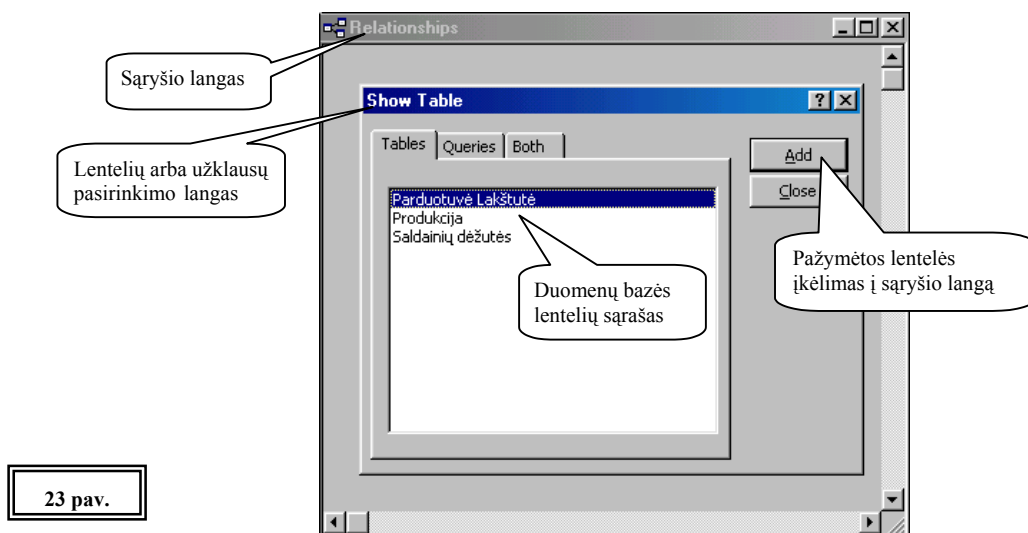 Relationships
Sąryšio langas
Show Table
Tables
Queries
Both
Add
Close
Lentelių arba užklausų
pasirinkimo langas
Parduotuvė Lakštutė
Produkcija
Saldainių dėžutės
Pažymėtos lentelės
įkėlimas į sąryšio langą
Duomenų bazės
lentelių sąrašas
23 pav.